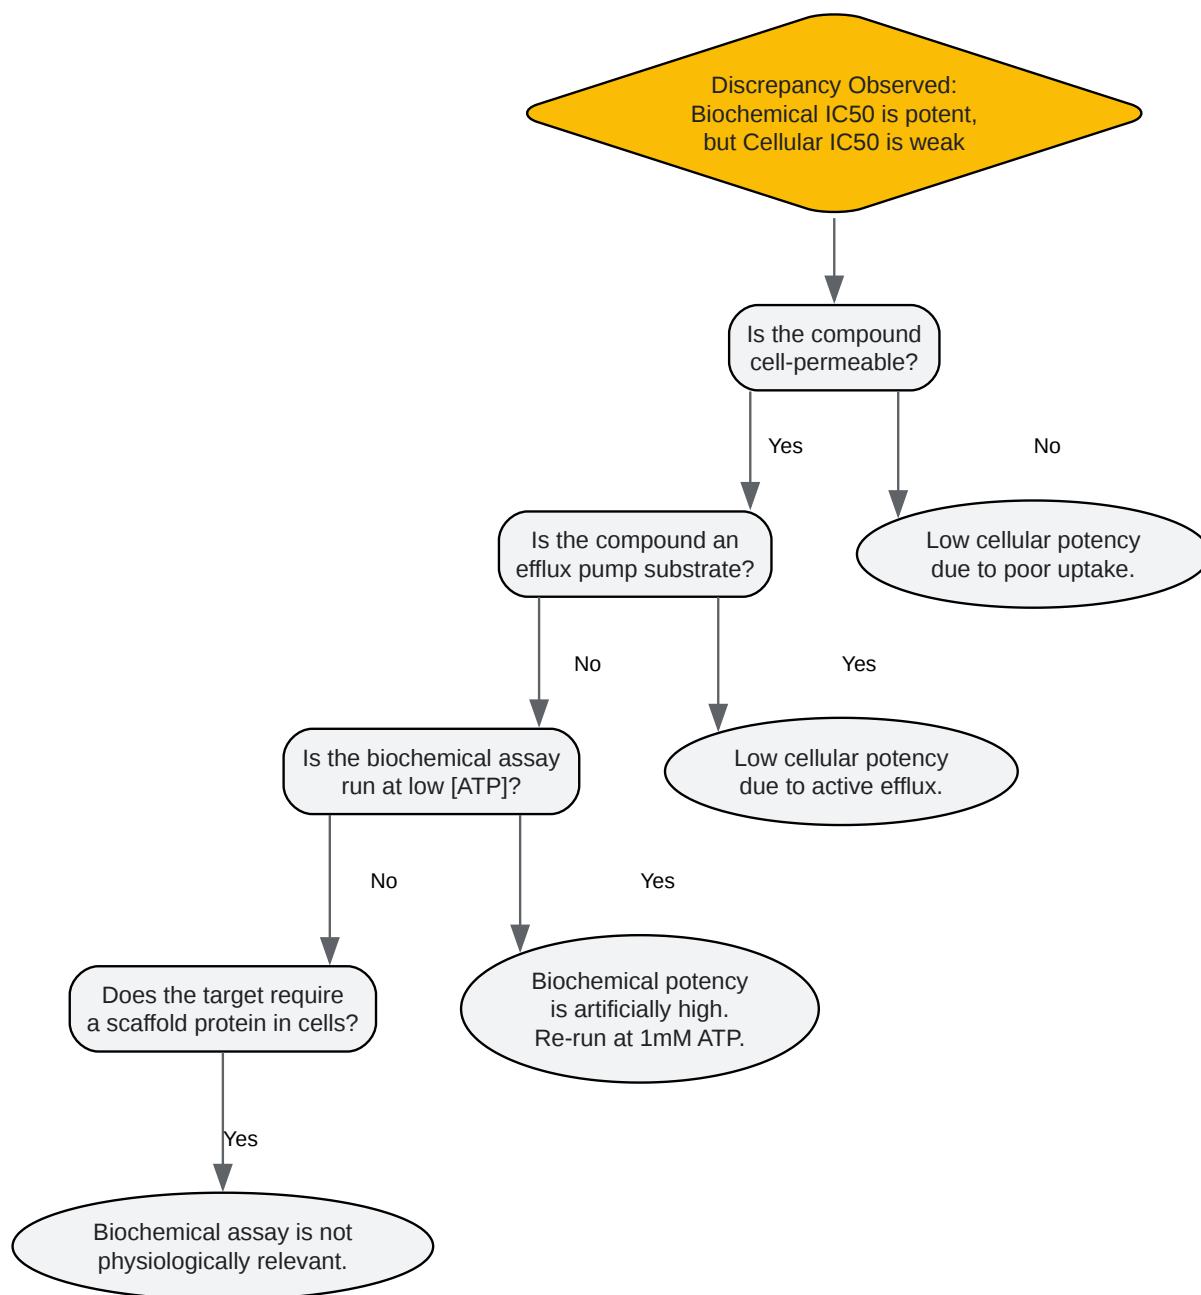 Discrepancy Observed:
Biochemical IC50 is potent,
but Cellular IC50 is weak
Is the compound
cell-permeable?
Yes
No
Is the compound an
efflux pump substrate?
Low cellular potency
due to poor uptake.
No
Yes
Is the biochemical assay
run at low [ATP]?
Low cellular potency
due to active efflux.
No
Yes
Does the target require
a scaffold protein in cells?
Biochemical potency
is artificially high.
Re-run at 1mM ATP.
Yes
Biochemical assay is not
physiologically relevant.